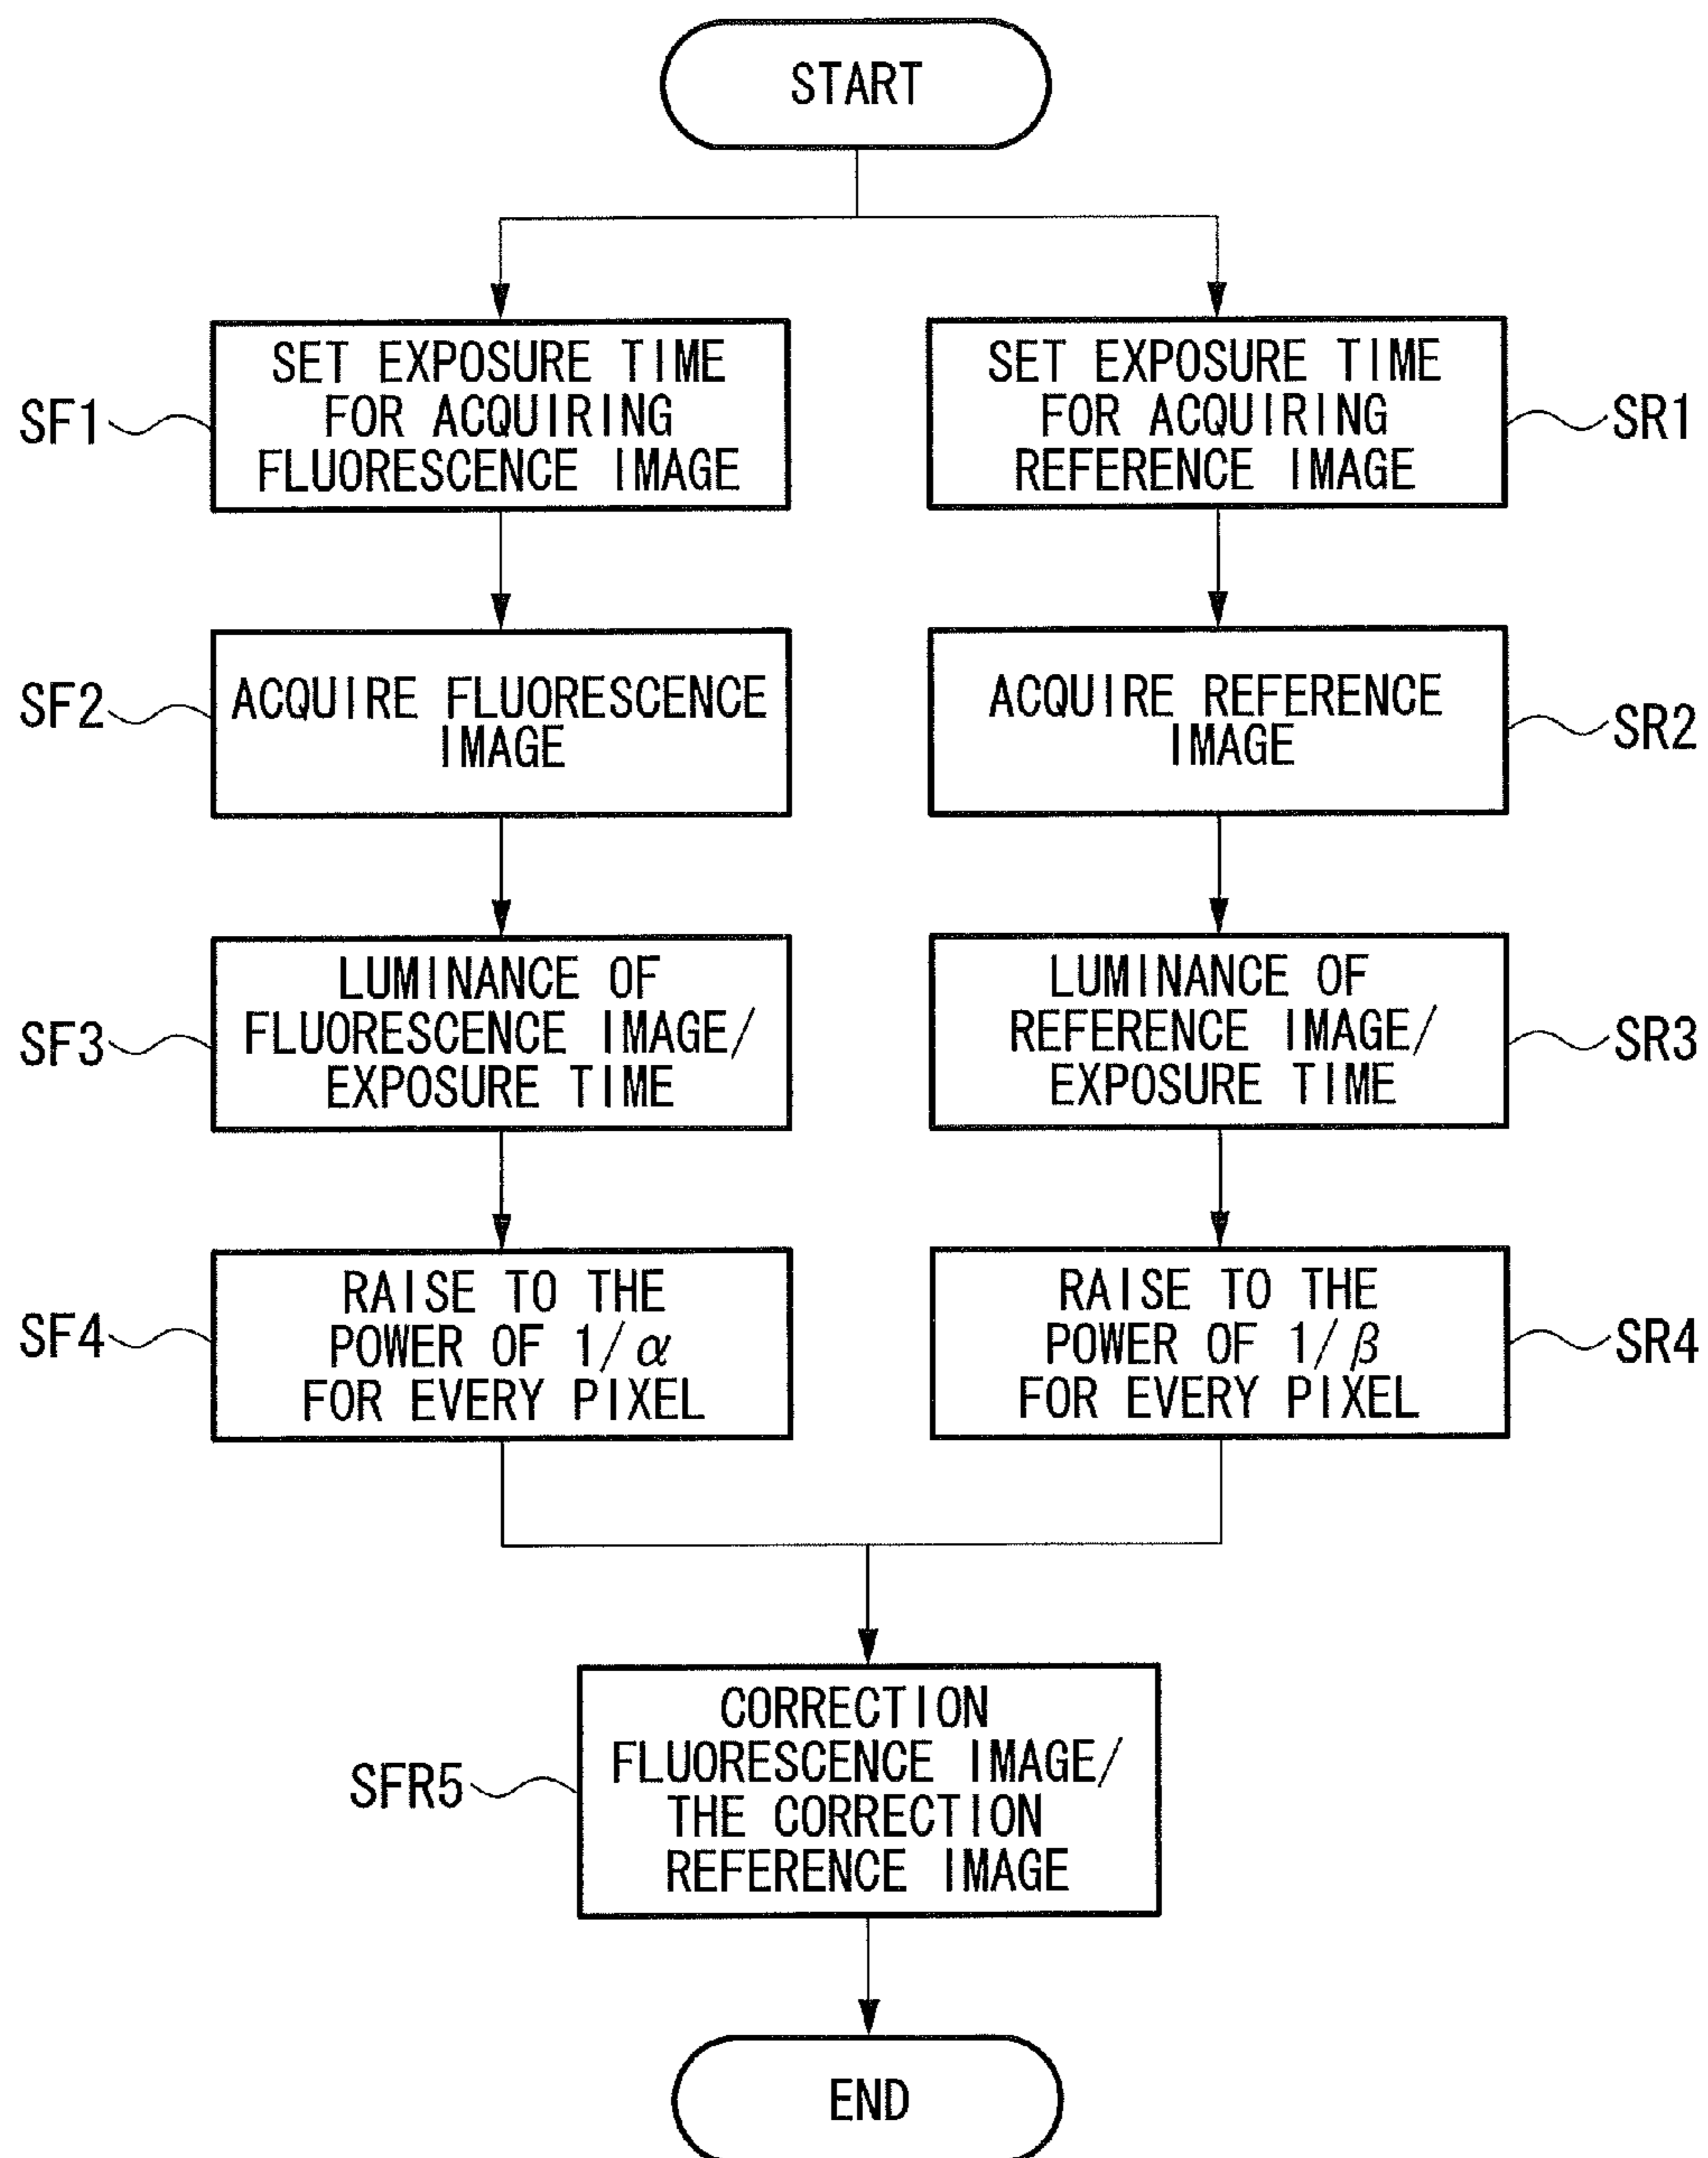 START
SET EXPOSURE TIME
FOR ACQUIRING
FLUORESCENCE IMAGE
SF1
SET EXPOSURE TIME
FOR ACQUIRING
REFERENCE IMAGE
SR1
ACQUIRE FLUORESCENCE
IMAGE
SF2
ACQUIRE REFERENCE
IMAGE
SR2
LUMINANCE OF
FLUORESCENCE IMAGE/
EXPOSURE TIME
SF3
LUMINANCE OF
REFERENCE IMAGE/
EXPOSURE TIME
SR3
RAISE TO THE
POWER OF 1/α
FOR EVERY PIXEL
SF4
RAISE TO THE
POWER OF 1/β
FOR EVERY PIXEL
SR4
CORRECTION
FLUORESCENCE IMAGE/
THE CORRECTION
REFERENCE IMAGE
SFR5
END